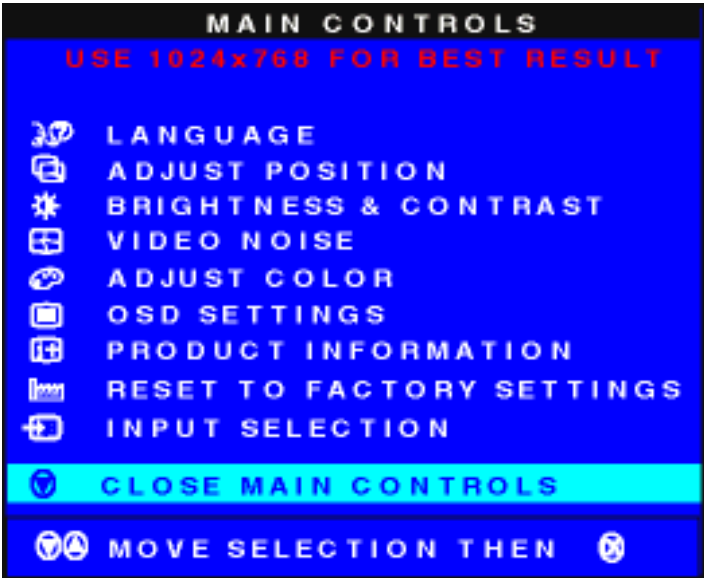 MAIN CONTROLS
USE 1024x768 FOR BEST RESULT
LANGUAGE
ADJUST POSITION
BRIGHTNESS & CONTRAST
VIDEO NOISE
ADJUST COLOR
OSD SETTINGS
PRODUCT INFORMATION
RESET TO FACTORY SETTINGS
INPUT SELECTION
CLOSE MAIN CONTROLS
MOVE SELECTION THEN